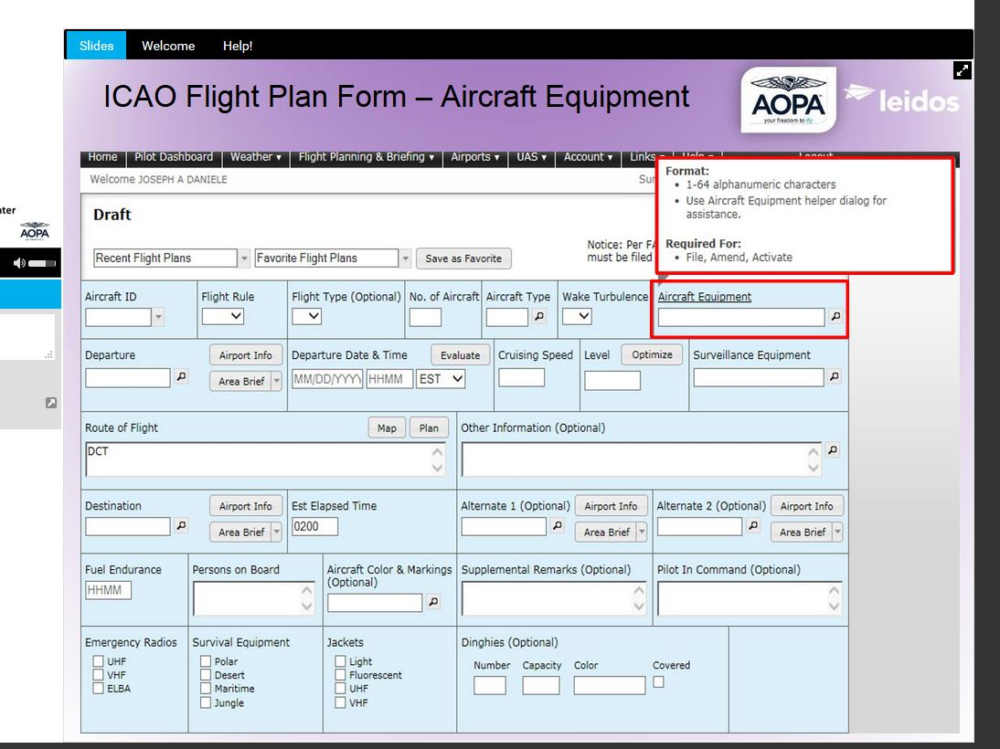 Slides Welcome Help!
ICAO Flight Plan Form – Aircraft Equipment
AOPA
your freedom to fly
leidos
Home Pilot Dashboard Weather Flight Planning & Briefing Airports UAS Account Links Help Logout
Welcome JOSEPH A DANIELE
Format:
1-64 alphanumeric characters
Use Aircraft Equipment helper dialog for
assistance.
Required For:
File, Amend, Activate
AOPA
Draft
Recent Flight Plans Favorite Flight Plans Save as Favorite
Notice: Per FA
must be filed
Aircraft ID Flight Rule Flight Type (Optional) No. of Aircraft Aircraft Type Wake Turbulence Aircraft Equipment
Departure Airport Info Departure Date & Time Evaluate Cruising Speed Level Optimize Surveillance Equipment
Area Brief MM/DD/YYYY HHMM EST
Route of Flight Map Plan Other Information (Optional)
DCT
Destination Airport Info Est Elapsed Time Alternate 1 (Optional) Airport Info Alternate 2 (Optional) Airport Info
Area Brief 0200 Area Brief Area Brief
Fuel Endurance Persons on Board Aircraft Color & Markings Supplemental Remarks (Optional) Pilot In Command (Optional)
(Optional)
HHMM
Emergency Radios Survival Equipment Jackets Dinghies (Optional)
UHF Polar Light Number Capacity Color Covered
VHF Desert Fluorescent
ELBA Maritime UHF
Jungle VHF